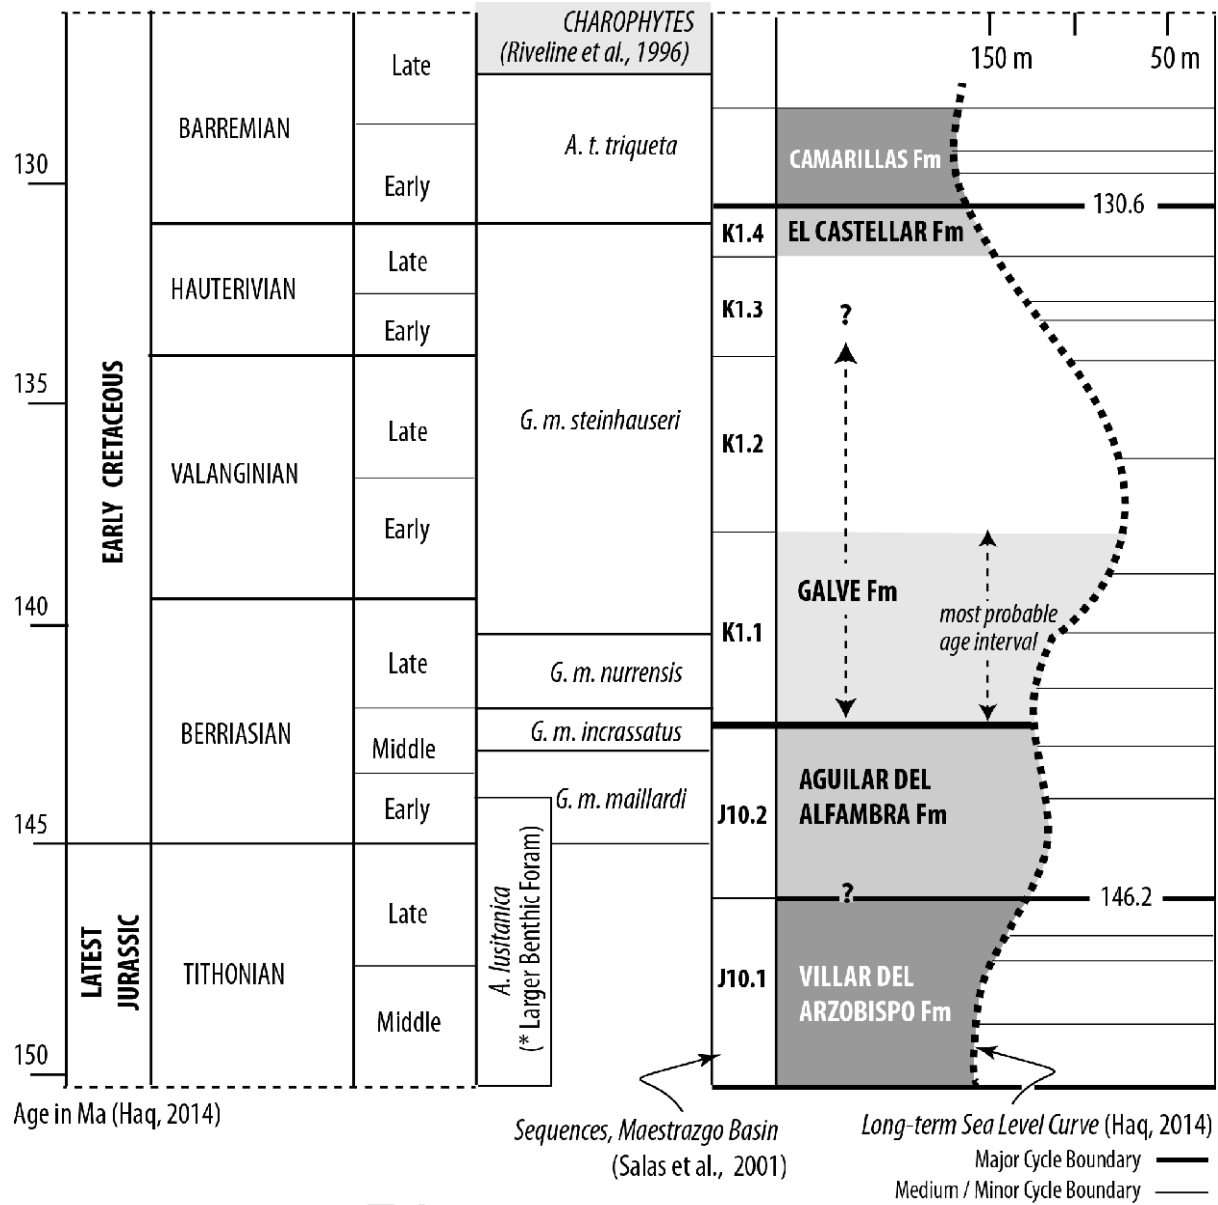 CHAROPHYTES
(Riveline et al., 1996)
150 m
50 m
Late
BARREMIAN
A. t. triqueta
CAMARILLAS Fm
130
Early
130.6
K1.4
EL CASTELLAR Fm
Late
HAUTERIVIAN
K1.3
?
Early
135
EARLY CRETACEOUS
G. m. steinhauseri
Late
K1.2
VALANGINIAN
Early
GALVE Fm
140
most probable
age interval
K1.1
Late
G. m. nurrensis
BERRIASIAN
G. m. incrassatus
Middle
AGUILAR DEL
ALFAMBRA Fm
G. m. maillardi
Early
J10.2
145
?
146.2
A. lusitanica
(* Larger Benthic Foram)
Late
LATEST
JURASSIC
TITHONIAN
J10.1
VILLAR DEL
ARZOBISPO Fm
Middle
150
Age in Ma (Haq, 2014)
Sequences, Maestrazgo Basin
(Salas et al., 2001)
Long-term Sea Level Curve (Haq, 2014)
Major Cycle Boundary
Medium / Minor Cycle Boundary